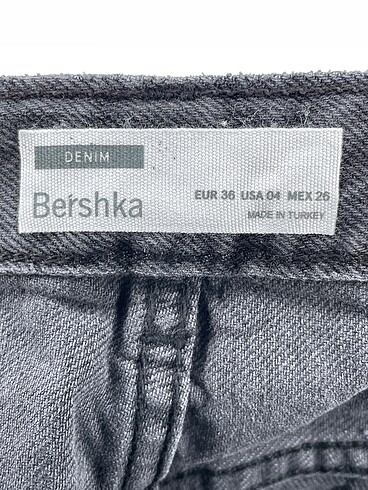 DENIM
Bershka
EUR 36 USA 04 MEX 26
MADE IN TURKEY